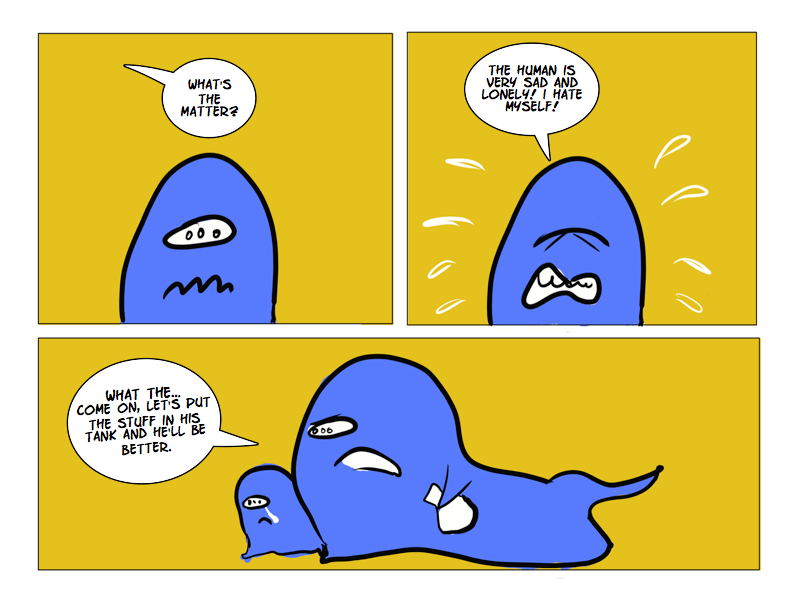 WHAT'S
THE
MATTER?
THE HUMAN IS
VERY SAD AND
LONELY! I HATE
MYSELF!
WHAT THE...
COME ON, LET'S PUT
THE STUFF IN HIS
TANK AND HE'LL BE
BETTER.